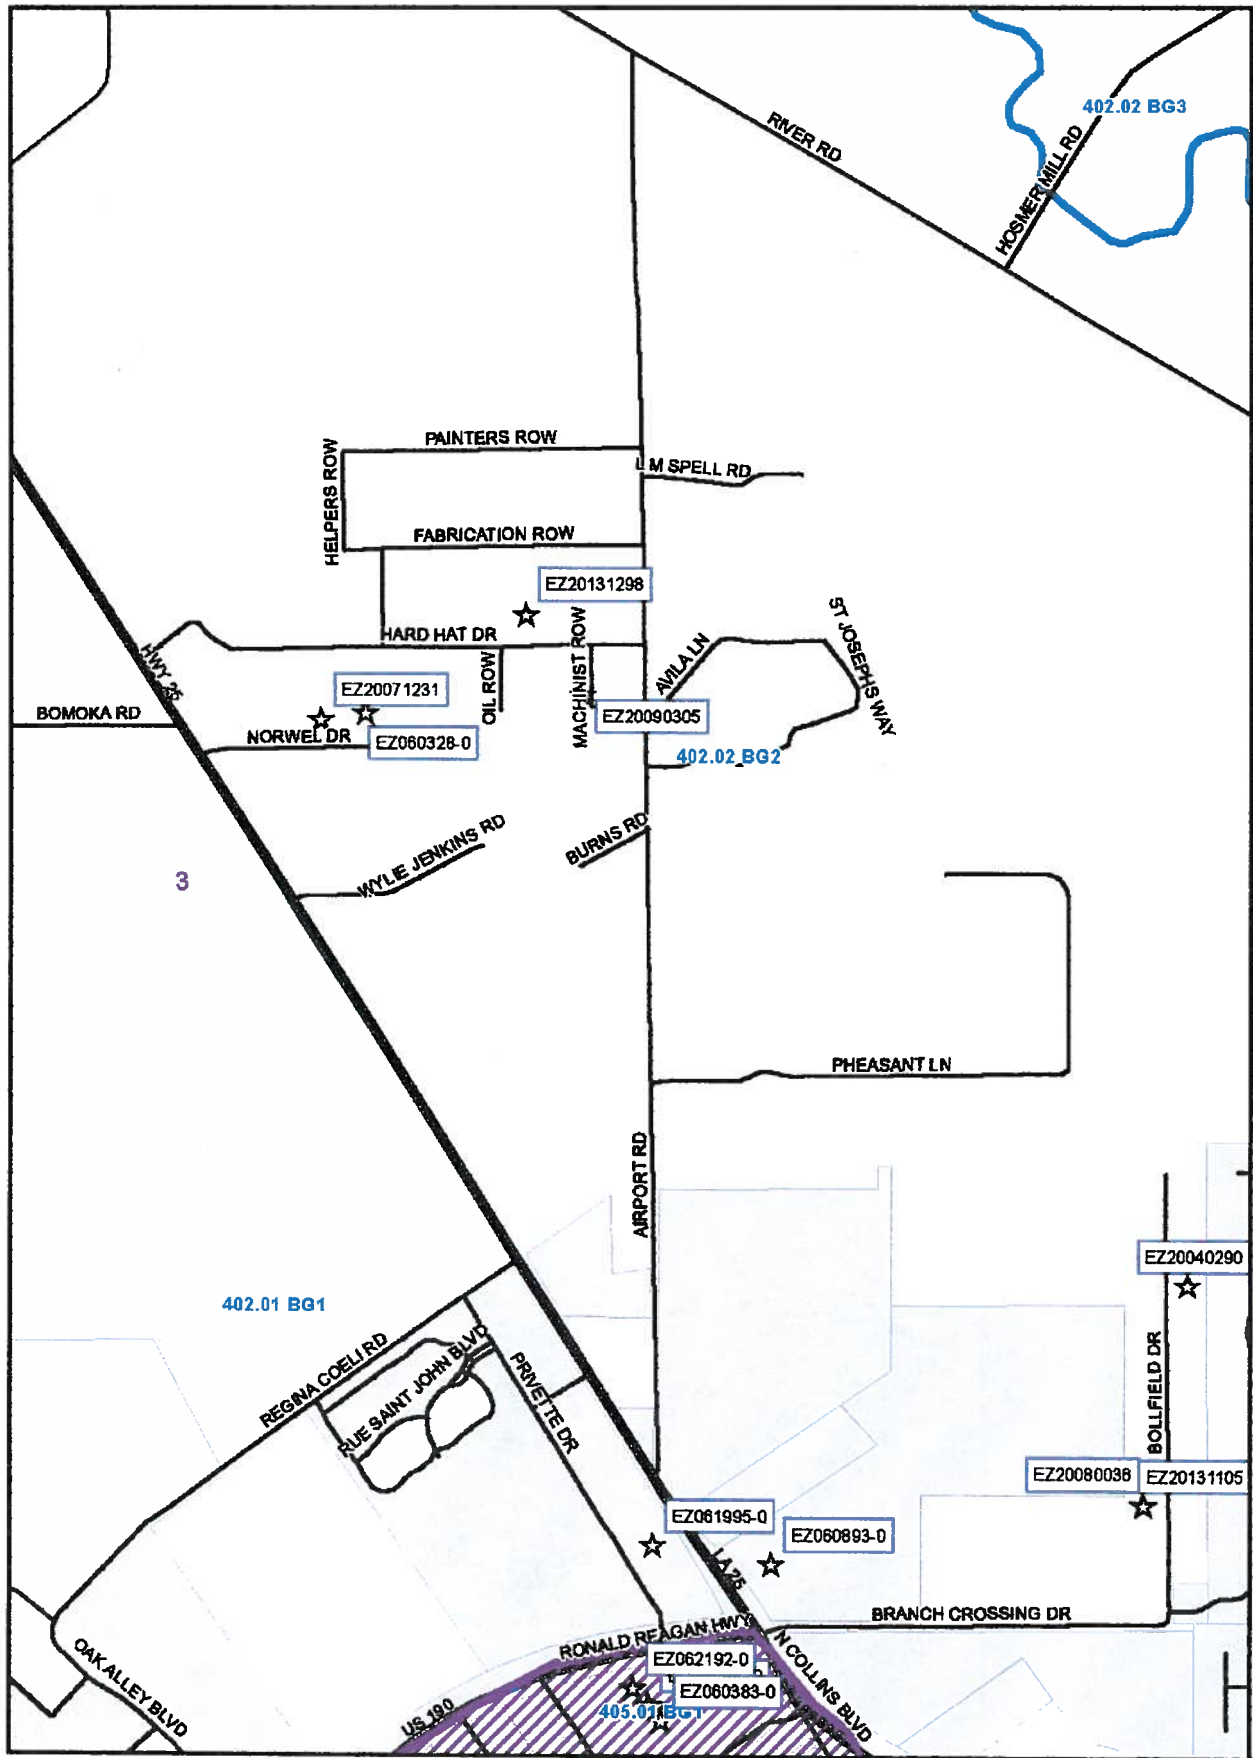 402.02 BG3
RIVER RD
HOSMER MILL RD
PAINTERS ROW
HELPERS ROW
L M SPELL RD
FABRICATION ROW
EZ20131298
HARD HAT DR
MACHINIST ROW
OIL ROW
AVILA LN
ST JOSEPHS WAY
HWY 25
EZ20071231
BOMOKA RD
EZ20090305
NORWEL DR
EZ060328-0
402.02 BG2
BURNS RD
WYLIE JENKINS RD
3
PHEASANT LN
AIRPORT RD
EZ20040290
402.01 BG1
REGINA COELI RD
RUE SAINT JOHN BLVD
PRIVETTE DR
BOLLFIELD DR
EZ20080038
EZ20131105
EZ061995-0
EZ060893-0
LA 25
BRANCH CROSSING DR
RONALD REAGAN HWY
N COLLINS BLVD
OAK ALLEY BLVD
EZ062192-0
EZ060383-0
US 190
405.01 BG1